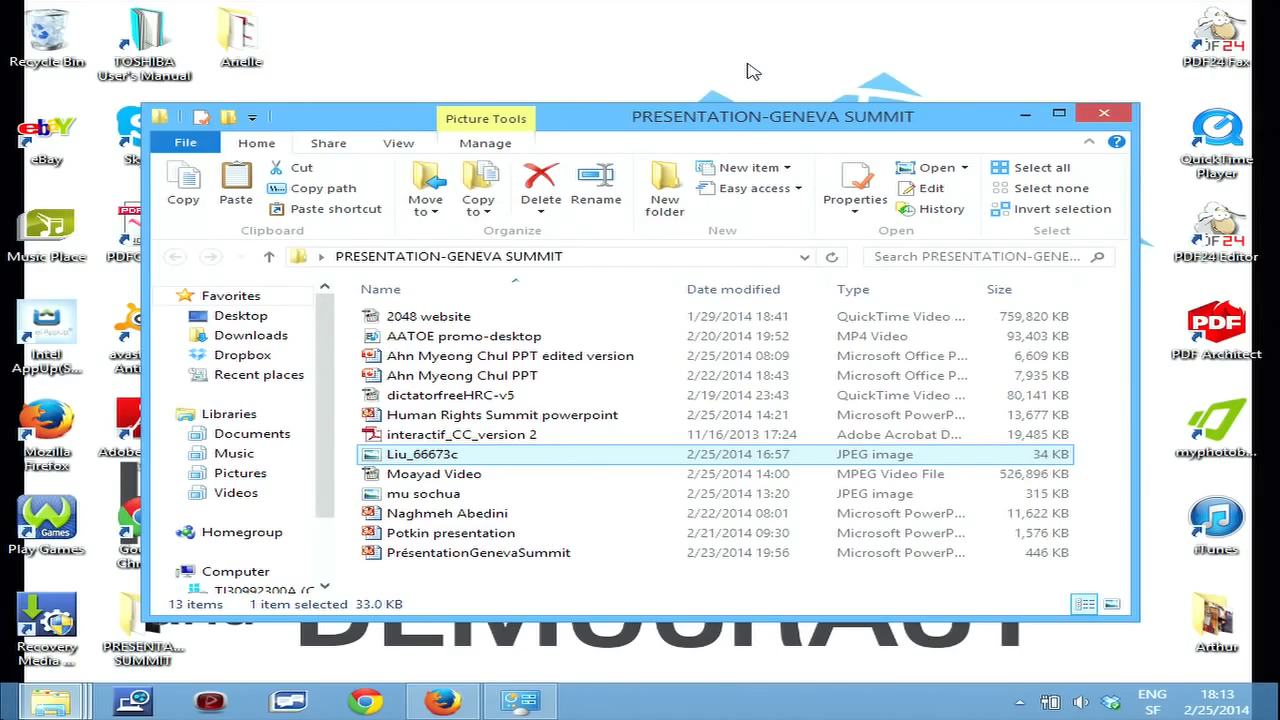 Recycle Bin
TOSHIBA
User's Manual
Arielle
PDF24 Fax
eBay
Sk
QuickTime
Player
Music Place
PDFC
PDF24 Editor
Intel
AppUp(S...
avas
Anti
PDF
PDF Architect
Mozilla
Firefox
Adobe
myphotob...
Play Games
Goo
Chr
iTunes
Recovery
Media ...
PRESENTA...
SUMMIT
Arthur
Picture Tools
PRESENTATION-GENEVA SUMMIT
File
Home
Share
View
Manage
Copy
Paste
Cut
Copy path
Paste shortcut
Clipboard
Move
to
Copy
to
Delete
Rename
Organize
New
folder
New item
Easy access
New
Properties
Open
Edit
History
Open
Select all
Select none
Invert selection
Select
PRESENTATION-GENEVA SUMMIT
Search PRESENTATION-GENE...
Favorites
Desktop
Downloads
Dropbox
Recent places
Libraries
Documents
Music
Pictures
Videos
Homegroup
Computer
TI30992300A (C
Name Date modified Type Size
2048 website 1/29/2014 18:41 QuickTime Video ... 759,820 KB
AATOE promo-desktop 2/20/2014 19:52 MP4 Video 93,403 KB
Ahn Myeong Chul PPT edited version 2/25/2014 08:09 Microsoft Office P... 6,609 KB
Ahn Myeong Chul PPT 2/22/2014 18:43 Microsoft Office P... 7,935 KB
dictatorfreeHRC-v5 2/19/2014 23:43 QuickTime Video ... 80,141 KB
Human Rights Summit powerpoint 2/25/2014 14:21 Microsoft PowerP... 13,677 KB
interactif_CC_version 2 11/16/2013 17:24 Adobe Acrobat D... 19,485 KB
Liu_66673c 2/25/2014 16:57 JPEG image 34 KB
Moayad Video 2/25/2014 14:00 MPEG Video File 526,896 KB
mu sochua 2/25/2014 13:20 JPEG image 315 KB
Naghmeh Abedini 2/22/2014 08:01 Microsoft PowerP... 11,622 KB
Potkin presentation 2/21/2014 09:30 Microsoft PowerP... 1,576 KB
PrésentationGenevaSummit 2/23/2014 19:56 Microsoft PowerP... 446 KB
13 items 1 item selected 33.0 KB
and DEMOCRACY
ENG
SF
18:13
2/25/2014